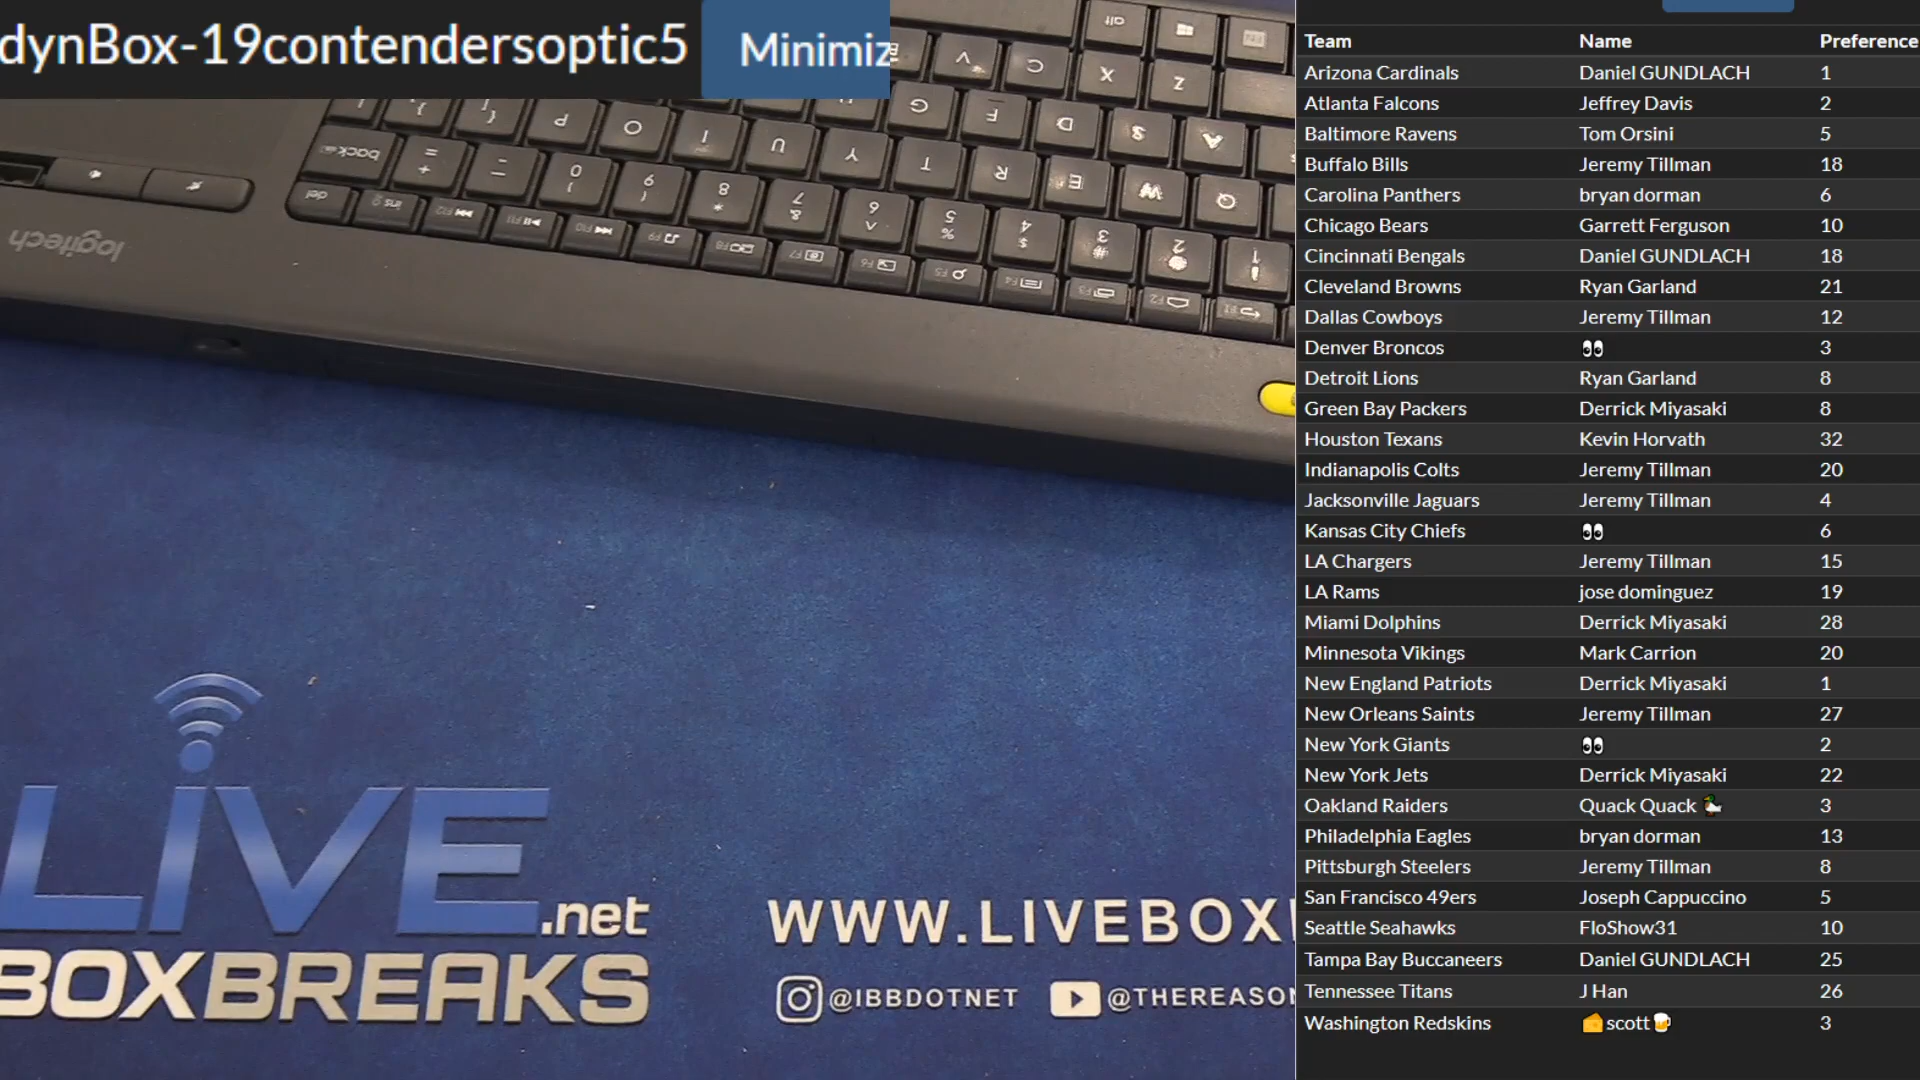 dynBox-19contendersoptic5 Minimiz
Team Name Preference
Arizona Cardinals Daniel GUNDLACH 1
Atlanta Falcons Jeffrey Davis 2
Baltimore Ravens Tom Orsini 5
Buffalo Bills Jeremy Tillman 18
Carolina Panthers bryan dorman 6
Chicago Bears Garrett Ferguson 10
Cincinnati Bengals Daniel GUNDLACH 18
Cleveland Browns Ryan Garland 21
Dallas Cowboys Jeremy Tillman 12
Denver Broncos 👀 3
Detroit Lions Ryan Garland 8
Green Bay Packers Derrick Miyasaki 8
Houston Texans Kevin Horvath 32
Indianapolis Colts Jeremy Tillman 20
Jacksonville Jaguars Jeremy Tillman 4
Kansas City Chiefs 👀 6
LA Chargers Jeremy Tillman 15
LA Rams jose dominguez 19
Miami Dolphins Derrick Miyasaki 28
Minnesota Vikings Mark Carrion 20
New England Patriots Derrick Miyasaki 1
New Orleans Saints Jeremy Tillman 27
New York Giants 👀 2
New York Jets Derrick Miyasaki 22
Oakland Raiders Quack Quack 🦆 3
Philadelphia Eagles bryan dorman 13
Pittsburgh Steelers Jeremy Tillman 8
San Francisco 49ers Joseph Cappuccino 5
Seattle Seahawks FloShow31 10
Tampa Bay Buccaneers Daniel GUNDLACH 25
Tennessee Titans J Han 26
Washington Redskins 🧀scott🍺 3
logitech
LIVE.net
BOXBREAKS
WWW.LIVEBOX
@IBBDOTNET @THEREASON